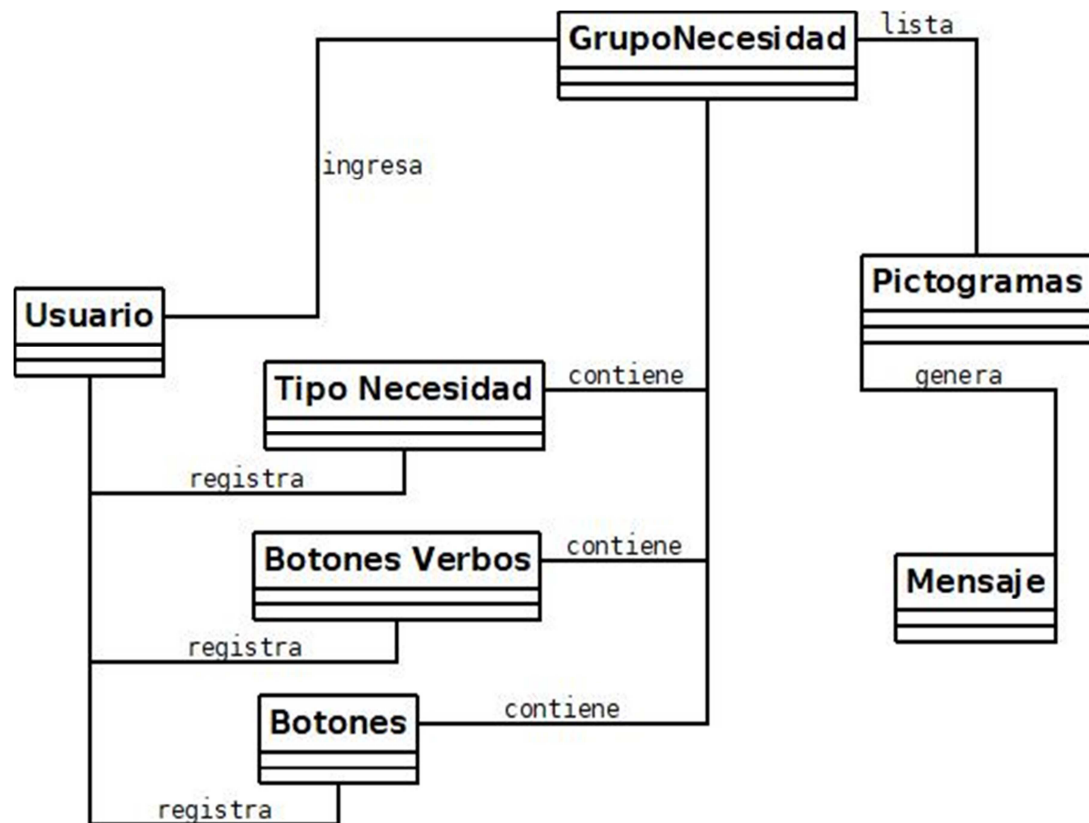 GrupoNecesidad
lista
ingresa
Pictogramas
Usuario
Tipo Necesidad
contiene
genera
registra
Botones Verbos
contiene
Mensaje
registra
Botones
contiene
registra